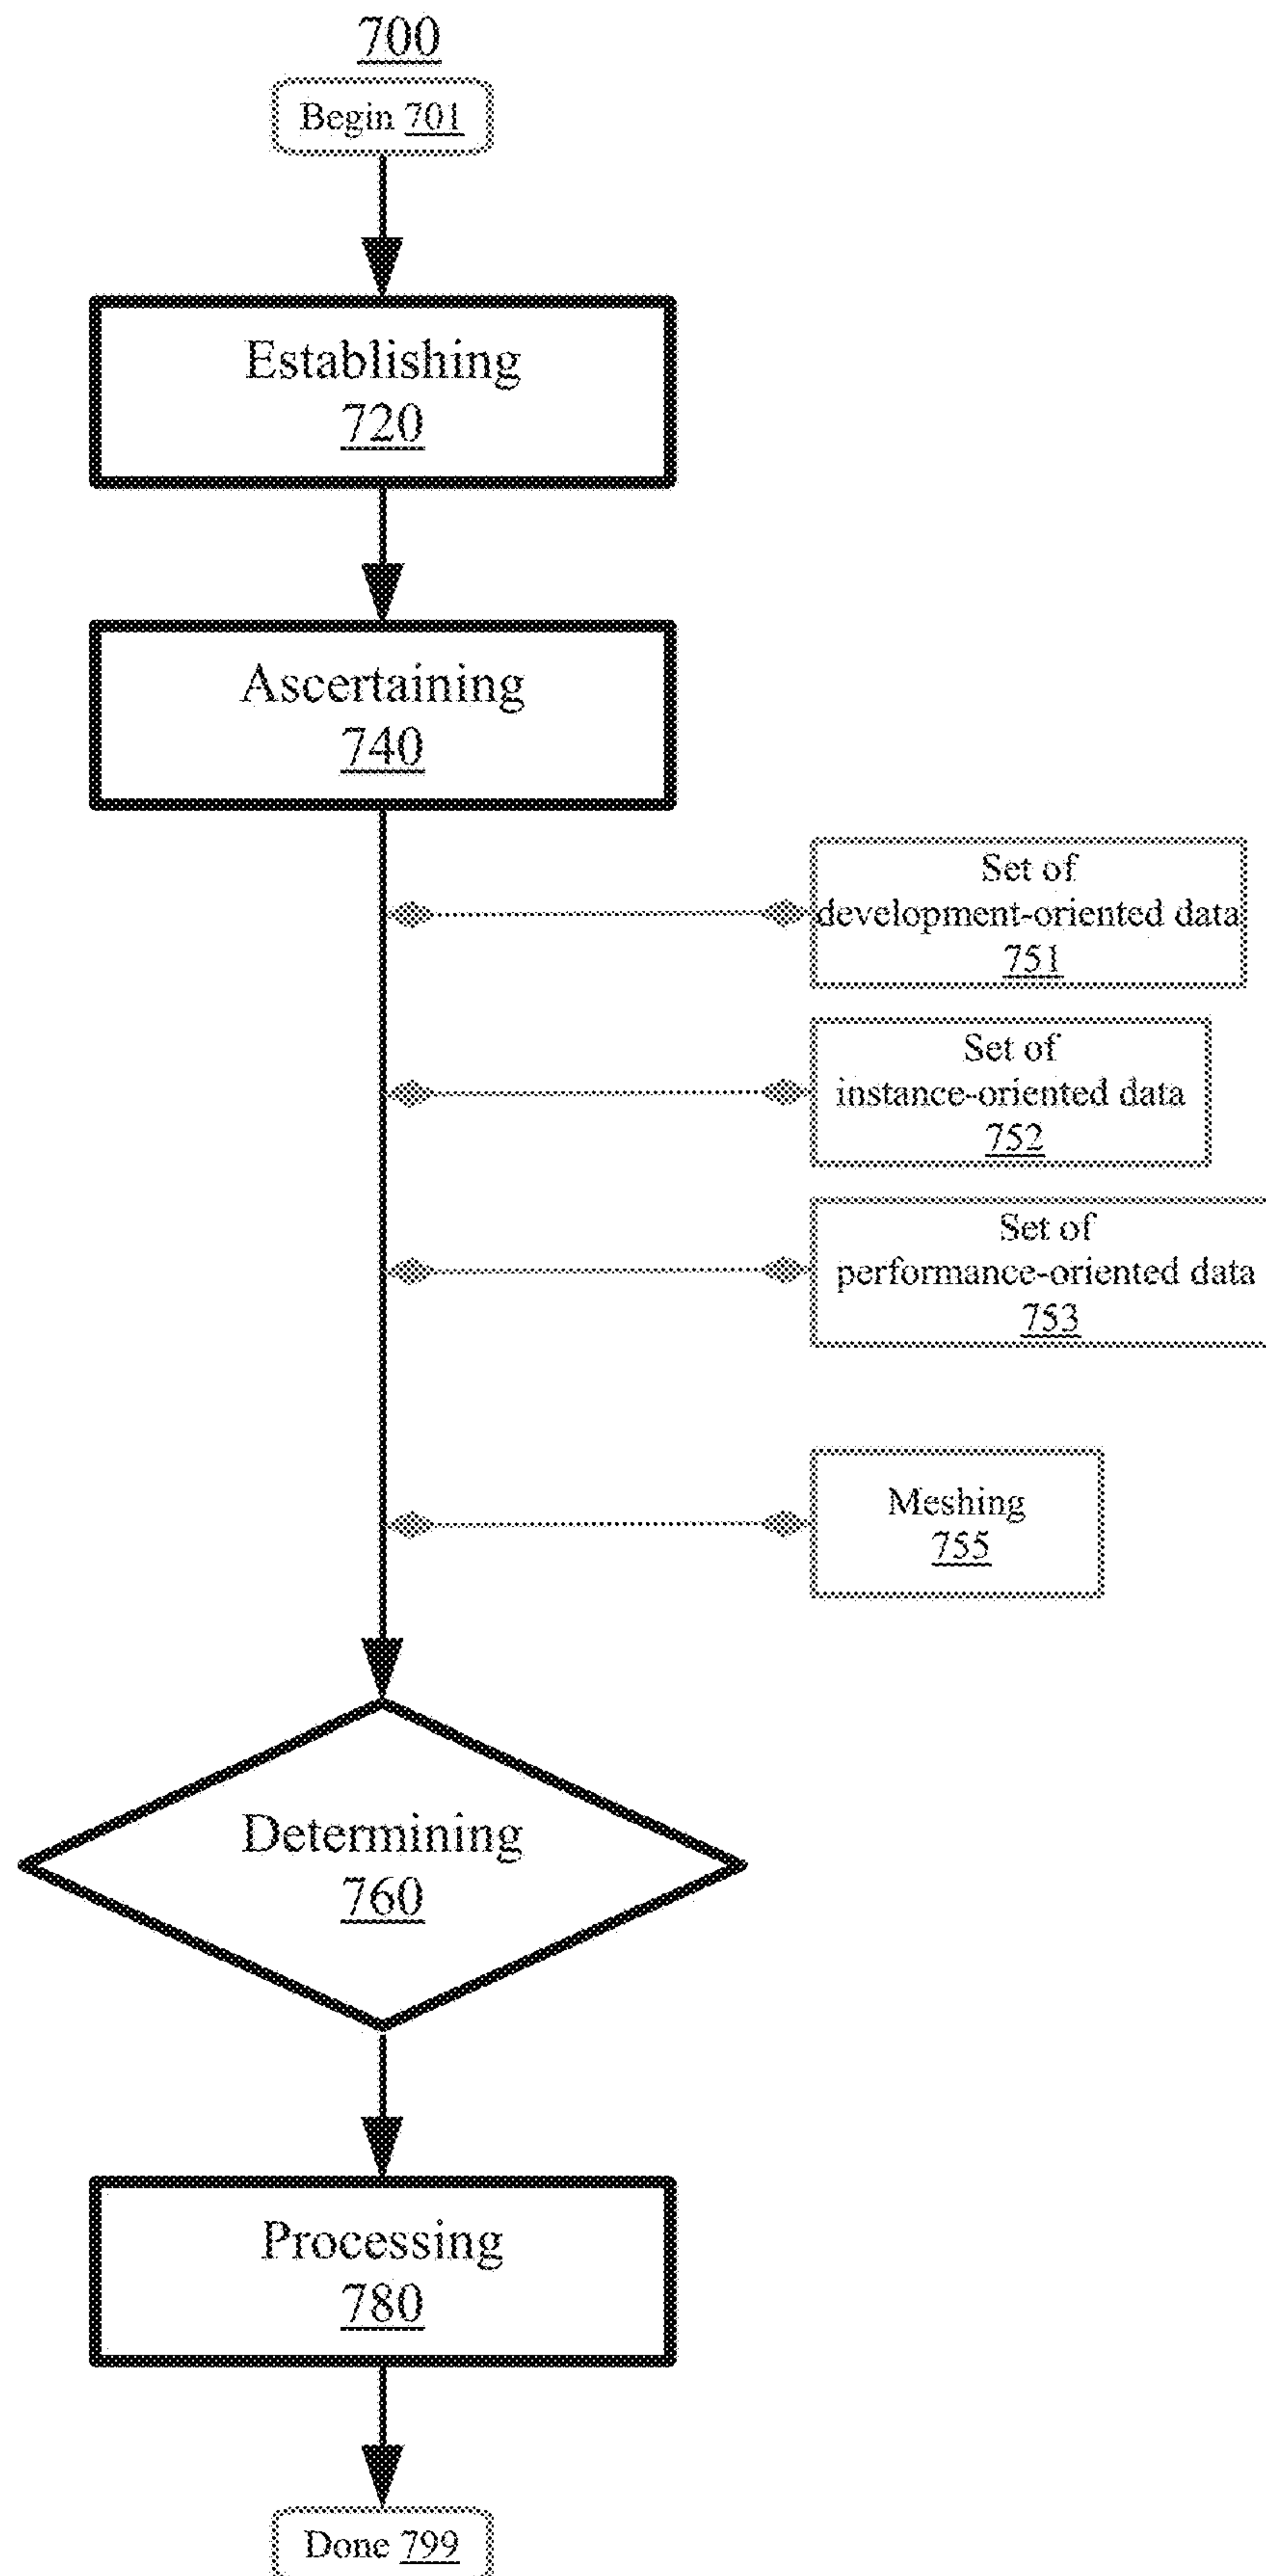 700
Begin 701
Establishing
720
Ascertaining
740
Set of
development-oriented data
751
Set of
instance-oriented data
752
Set of
performance-oriented data
753
Meshing
755
Determining
760
Processing
780
Done 799